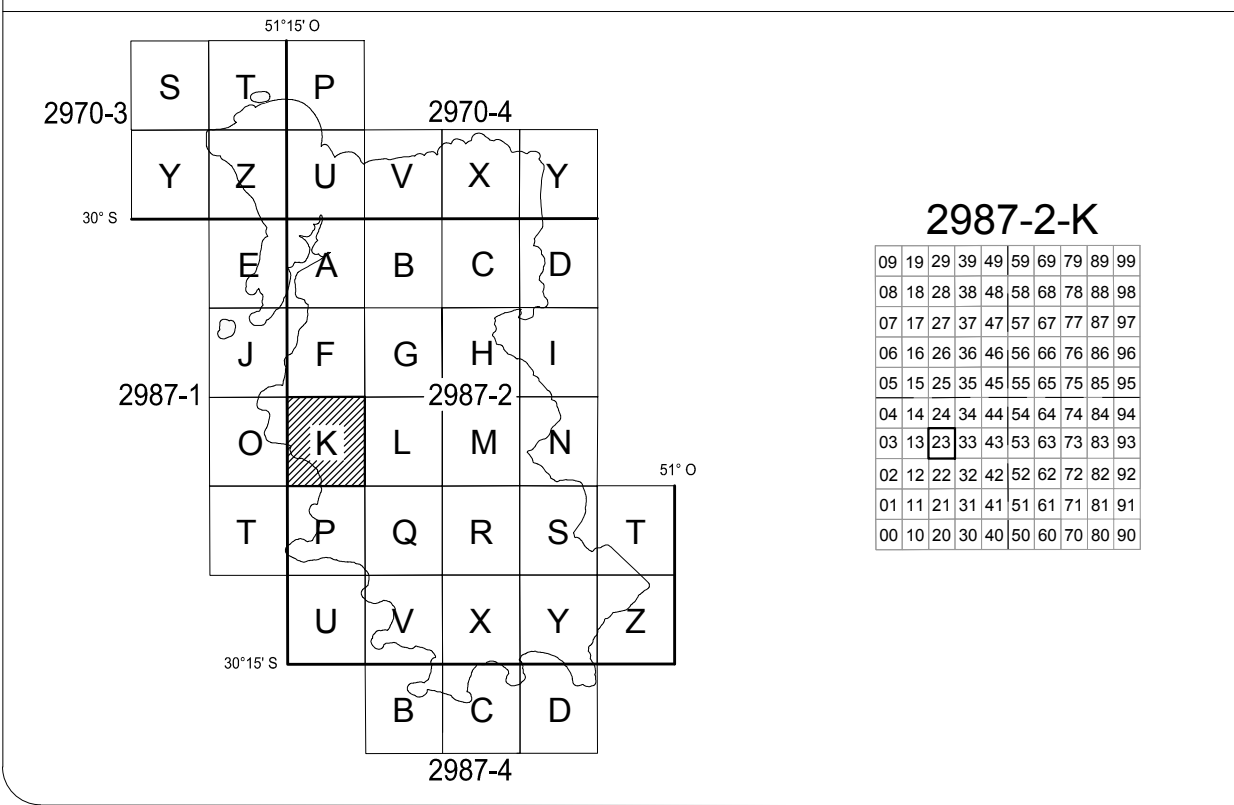 51°15' O
S T P
2970-3
2970-4
Y Z U V X Y
30° S
E A B C D
J F G H I
2987-1
2987-2
O K L M N
51° O
T P Q R S T
U V X Y Z
30°15' S
B C D
2987-4
2987-2-K
09 19 29 39 49 59 69 79 89 99
08 18 28 38 48 58 68 78 88 98
07 17 27 37 47 57 67 77 87 97
06 16 26 36 46 56 66 76 86 96
05 15 25 35 45 55 65 75 85 95
04 14 24 34 44 54 64 74 84 94
03 13 23 33 43 53 63 73 83 93
02 12 22 32 42 52 62 72 82 92
01 11 21 31 41 51 61 71 81 91
00 10 20 30 40 50 60 70 80 90